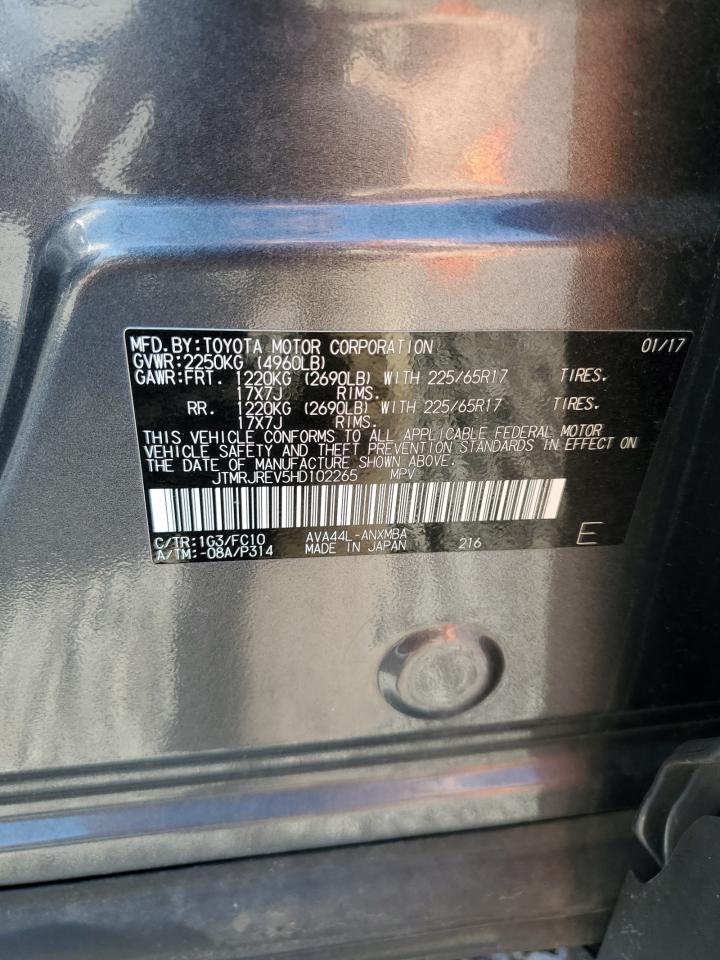 MFD.BY:TOYOTA MOTOR CORPORATION 01/17
GVWR:2250KG (4960LB)
GAWR:FRT. 1220KG (2690LB) WITH 225/65R17 TIRES.
17X7J RIMS.
RR. 1220KG (2690LB) WITH 225/65R17 TIRES.
17X7J RIMS.
THIS VEHICLE CONFORMS TO ALL APPLICABLE FEDERAL MOTOR
VEHICLE SAFETY AND THEFT PREVENTION STANDARDS IN EFFECT ON
THE DATE OF MANUFACTURE SHOWN ABOVE.
JTMRJREV5HD102265 MPV
C/TR:1G3/FC10 AVA44L-ANXMBA
A/TM:-08A/P314 MADE IN JAPAN 216 E